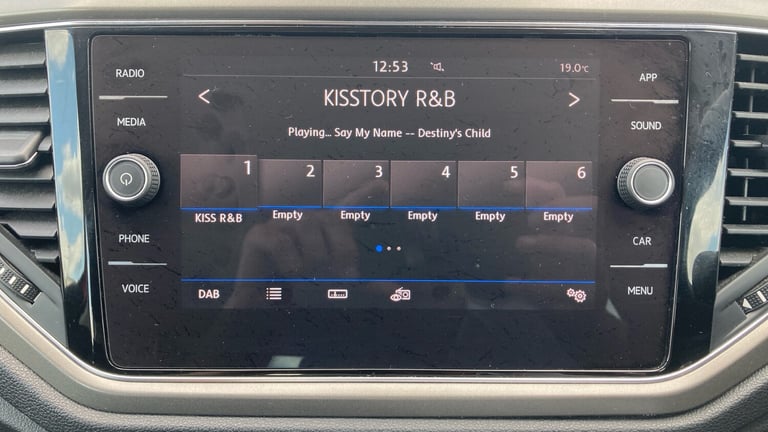 RADIO
MEDIA
PHONE
VOICE
12:53
19.0°C
< KISSTORY R&B >
Playing... Say My Name -- Destiny's Child
1 2 3 4 5 6
KISS R&B Empty Empty Empty Empty Empty
DAB
APP
SOUND
CAR
MENU